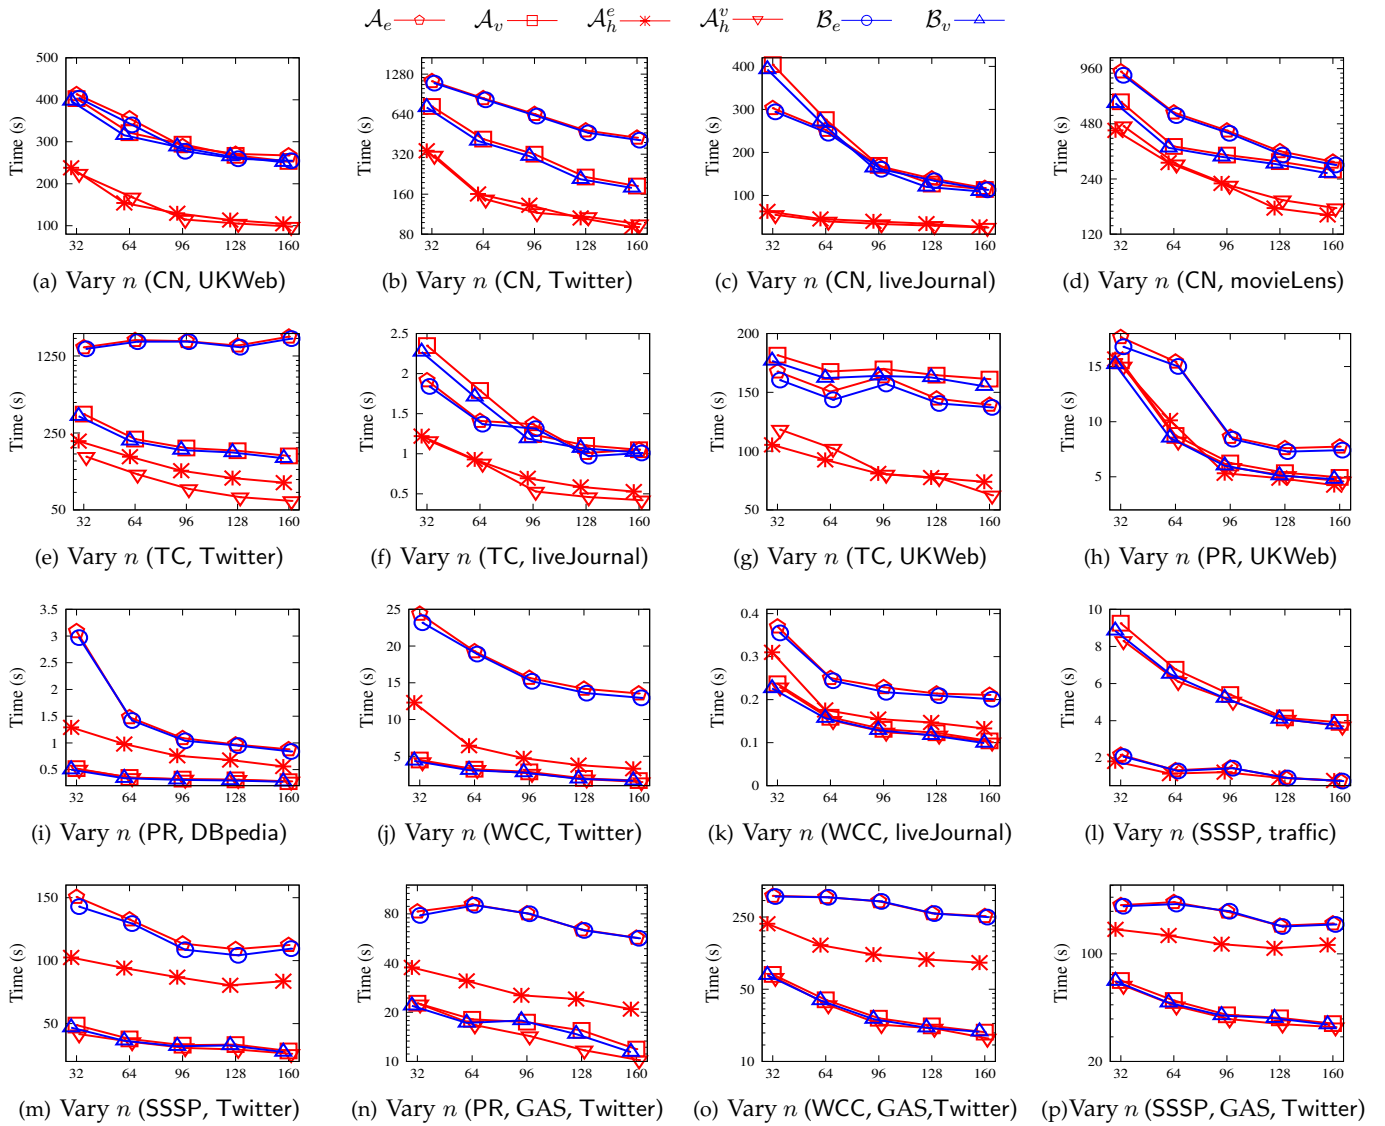 𝒜e 𝒜v 𝒜h^e 𝒜h^v ℬe ℬv
Time (s) 500 400 300 200 100 32 64 96 128 160
Time (s) 1280 640 320 160 80 32 64 96 128 160
Time (s) 400 300 200 100 32 64 96 128 160
Time (s) 960 480 240 120 32 64 96 128 160
(a) Vary n (CN, UKWeb)
(b) Vary n (CN, Twitter)
(c) Vary n (CN, liveJournal)
(d) Vary n (CN, movieLens)
Time (s) 1250 250 50 32 64 96 128 160
Time (s) 2.5 2 1.5 1 0.5 32 64 96 128 160
Time (s) 200 150 100 50 32 64 96 128 160
Time (s) 15 10 5 32 64 96 128 160
(e) Vary n (TC, Twitter)
(f) Vary n (TC, liveJournal)
(g) Vary n (TC, UKWeb)
(h) Vary n (PR, UKWeb)
Time (s) 3.5 3 2.5 2 1.5 1 0.5 32 64 96 128 160
Time (s) 25 20 15 10 5 32 64 96 128 160
Time (s) 0.4 0.3 0.2 0.1 0 32 64 96 128 160
Time (s) 10 8 6 4 2 32 64 96 128 160
(i) Vary n (PR, DBpedia)
(j) Vary n (WCC, Twitter)
(k) Vary n (WCC, liveJournal)
(l) Vary n (SSSP, traffic)
Time (s) 150 100 50 32 64 96 128 160
Time (s) 80 40 20 10 32 64 96 128 160
Time (s) 250 50 10 32 64 96 128 160
Time (s) 100 20 32 64 96 128 160
(m) Vary n (SSSP, Twitter)
(n) Vary n (PR, GAS, Twitter)
(o) Vary n (WCC, GAS,Twitter)
(p)Vary n (SSSP, GAS, Twitter)